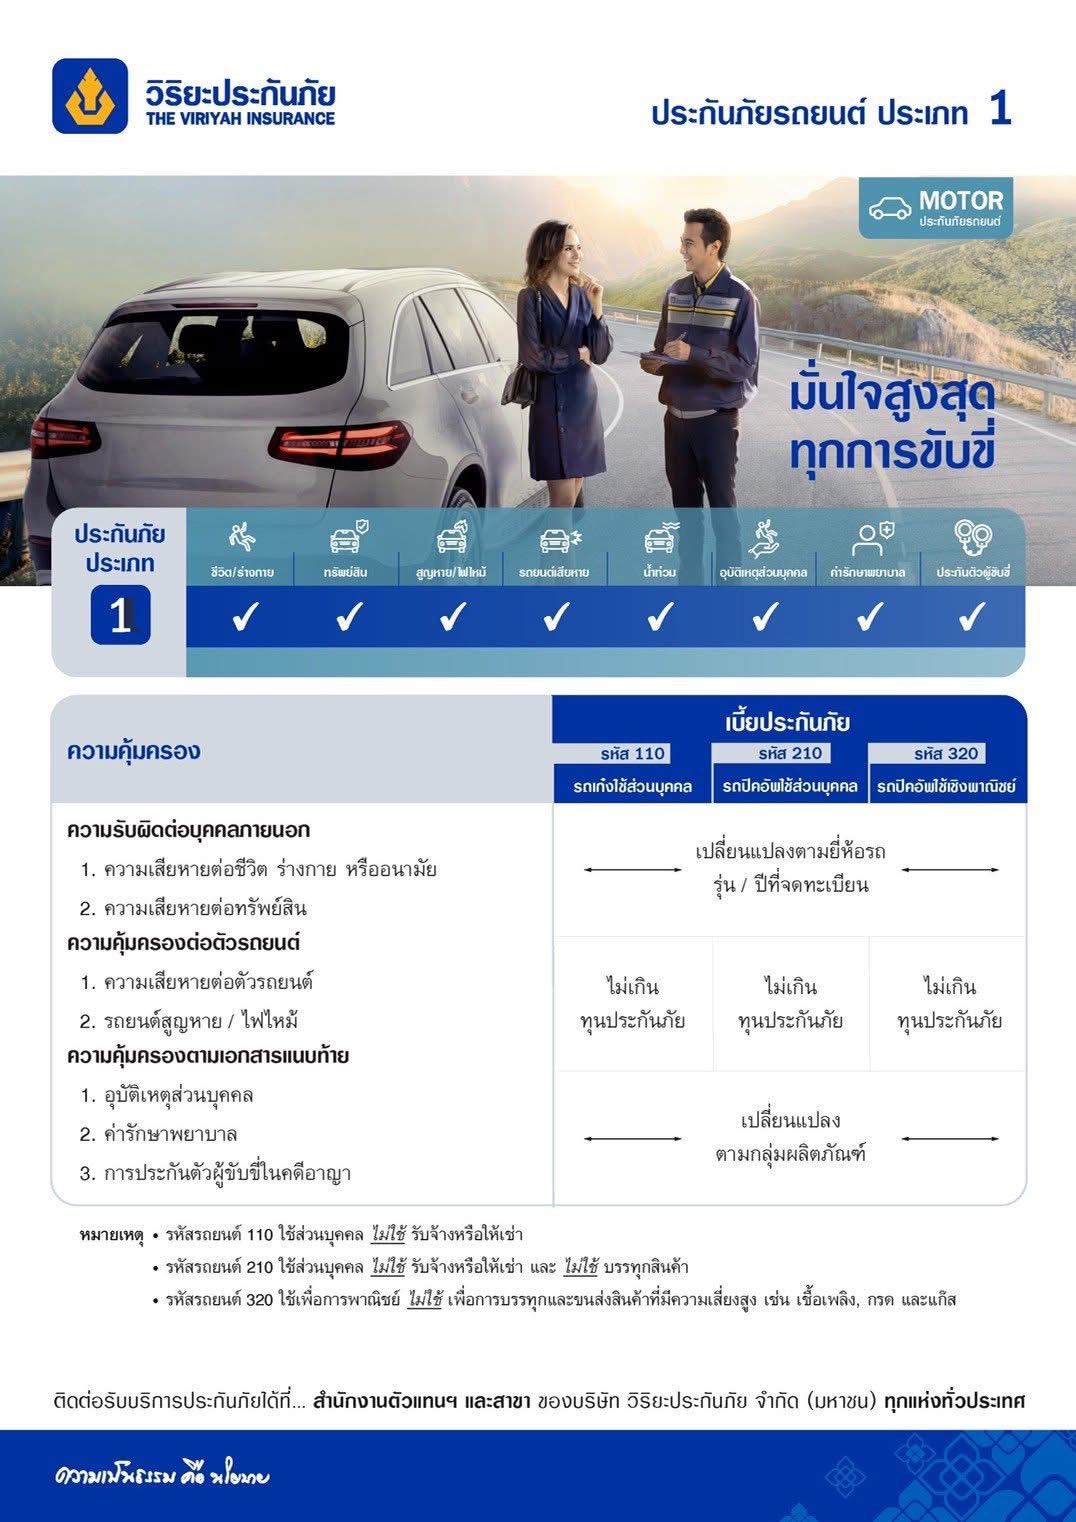 วิริยะประกันภัย
THE VIRIYAH INSURANCE
ประกันภัยรถยนต์ ประเภท 1
MOTOR
ประกันภัยรถยนต์
มั่นใจสูงสุด
ทุกการขับขี่
ประกันภัย
ประเภท
1
ชีวิต/ร่างกาย
ทรัพย์สิน
สูญหาย/ไฟไหม้
รถยนต์เสียหาย
น้ำท่วม
อุบัติเหตุส่วนบุคคล
ค่ารักษาพยาบาล
ประกันตัวผู้ขับขี่
ความคุ้มครอง
เบี้ยประกันภัย
รหัส 110
รหัส 210
รหัส 320
รถเก๋งใช้ส่วนบุคคล
รถปิคอัพใช้ส่วนบุคคล
รถปิคอัพใช้เชิงพาณิชย์
ความรับผิดต่อบุคคลภายนอก
1. ความเสียหายต่อชีวิต ร่างกาย หรืออนามัย
2. ความเสียหายต่อทรัพย์สิน
เปลี่ยนแปลงตามยี่ห้อรถ
รุ่น / ปีที่จดทะเบียน
ความคุ้มครองต่อตัวรถยนต์
1. ความเสียหายต่อตัวรถยนต์
2. รถยนต์สูญหาย / ไฟไหม้
ไม่เกิน
ทุนประกันภัย
ไม่เกิน
ทุนประกันภัย
ไม่เกิน
ทุนประกันภัย
ความคุ้มครองตามเอกสารแนบท้าย
1. อุบัติเหตุส่วนบุคคล
2. ค่ารักษาพยาบาล
3. การประกันตัวผู้ขับขี่ในคดีอาญา
เปลี่ยนแปลง
ตามกลุ่มผลิตภัณฑ์
หมายเหตุ • รหัสรถยนต์ 110 ใช้ส่วนบุคคล ไม่ใช้ รับจ้างหรือให้เช่า
• รหัสรถยนต์ 210 ใช้ส่วนบุคคล ไม่ใช้ รับจ้างหรือให้เช่า และ ไม่ใช้ บรรทุกสินค้า
• รหัสรถยนต์ 320 ใช้เพื่อการพาณิชย์ ไม่ใช้ เพื่อการบรรทุกและขนส่งสินค้าที่มีความเสี่ยงสูง เช่น เชื้อเพลิง, กรด และแก๊ส
ติดต่อรับบริการประกันภัยได้ที่... สำนักงานตัวแทนฯ และสาขา ของบริษัท วิริยะประกันภัย จำกัด (มหาชน) ทุกแห่งทั่วประเทศ
ความเป็นธรรม คือ นโยบาย